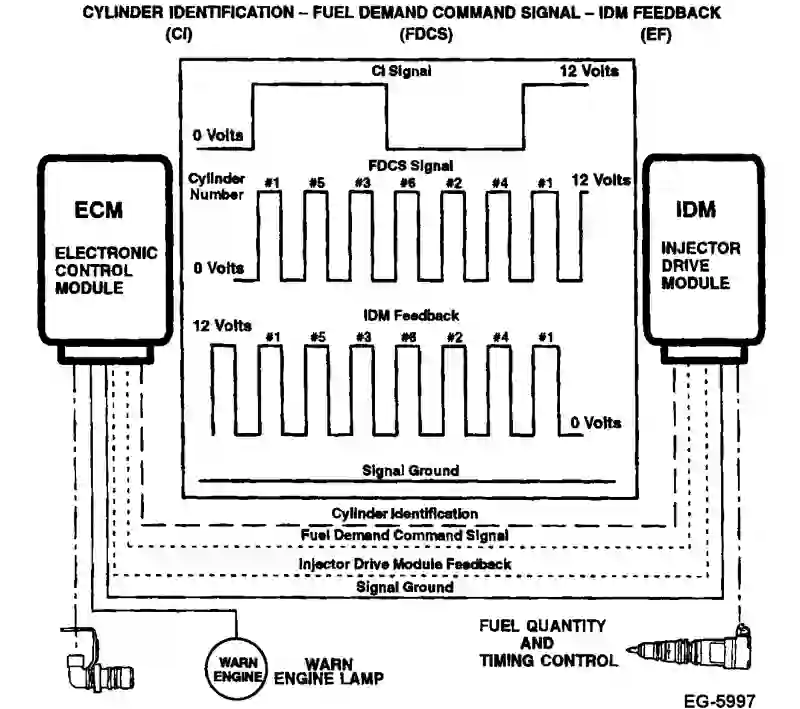 CYLINDER IDENTIFICATION – FUEL DEMAND COMMAND SIGNAL – IDM FEEDBACK
(CI) (FDCS) (EF)
CI Signal 12 Volts
0 Volts
FDCS Signal
Cylinder Number #1 #5 #3 #6 #2 #4 #1 12 Volts
0 Volts
ECM
ELECTRONIC
CONTROL
MODULE
IDM
INJECTOR
DRIVE
MODULE
IDM Feedback
12 Volts #1 #5 #3 #6 #2 #4 #1
0 Volts
Signal Ground
Cylinder Identification
Fuel Demand Command Signal
Injector Drive Module Feedback
Signal Ground
WARN
ENGINE
WARN
ENGINE LAMP
FUEL QUANTITY
AND
TIMING CONTROL
EG-5997